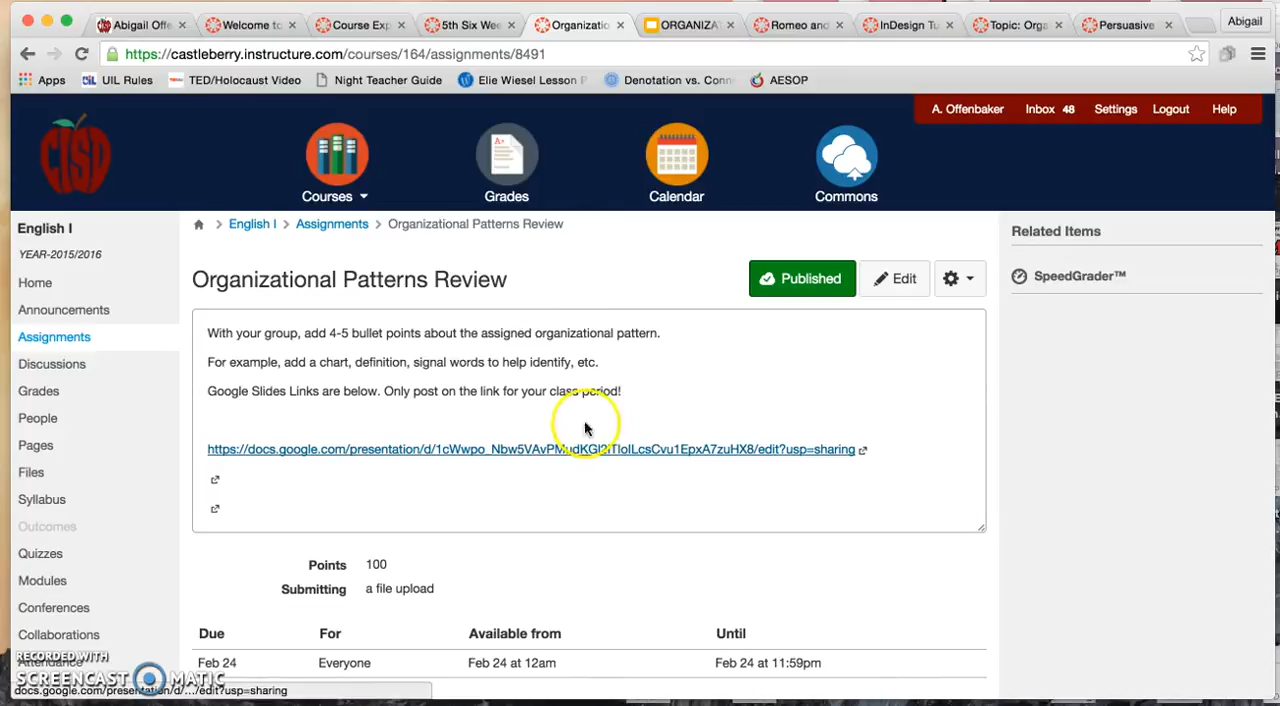 Abigail Offe
Welcome to
Course Exp
5th Six Wee
Organizatio
ORGANIZA
Romeo and
InDesign Tu
Topic: Orga
Persuasive
Abigail
https://castleberry.instructure.com/courses/164/assignments/8491
Apps
UIL Rules
TED/Holocaust Video
Night Teacher Guide
Elie Wiesel Lesson P
Denotation vs. Conn
AESOP
A. Offenbaker
Inbox 48
Settings
Logout
Help
CISD
Courses
Grades
Calendar
Commons
English I
YEAR-2015/2016
Home
Announcements
Assignments
Discussions
Grades
People
Pages
Files
Syllabus
Outcomes
Quizzes
Modules
Conferences
Collaborations
English I > Assignments > Organizational Patterns Review
Organizational Patterns Review
Published
Edit
With your group, add 4-5 bullet points about the assigned organizational pattern.
For example, add a chart, definition, signal words to help identify, etc.
Google Slides Links are below. Only post on the link for your class period!
Points 100
Submitting a file upload
Due For Available from Until
Feb 24 Everyone Feb 24 at 12am Feb 24 at 11:59pm
Related Items
SpeedGrader™
RECORDED WITH
SCREENCAST MATIC
docs.google.com/presentation/d/.../edit?usp=sharing